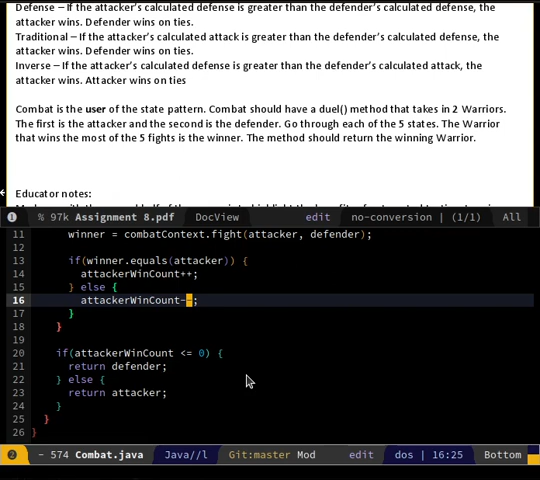 Defense – If the attacker's calculated defense is greater than the defender's calculated defense, the
attacker wins. Defender wins on ties.
Traditional – If the attacker's calculated attack is greater than the defender's calculated attack, the
attacker wins. Defender wins on ties.
Inverse – If the attacker's calculated defense is greater than the defender's calculated attack, the
attacker wins. Attacker wins on ties
Combat is the user of the state pattern. Combat should have a duel() method that takes in 2 Warriors.
The first is the attacker and the second is the defender. Go through each of the 5 states. The Warrior
that wins the most of the 5 fights is the winner. The method should return the winning Warrior.
Educator notes:
1 % 97k Assignment 8.pdf DocView edit no-conversion | (1/1) All
11 winner = combatContext.fight(attacker, defender);
12
13 if(winner.equals(attacker)) {
14 attackerWinCount++;
15 } else {
16 attackerWinCount--;
17 }
18 }
19
20 if(attackerWinCount <= 0) {
21 return defender;
22 } else {
23 return attacker;
24 }
25 }
26 }
2 - 574 Combat.java Java//l Git:master Mod edit dos | 16:25 Bottom